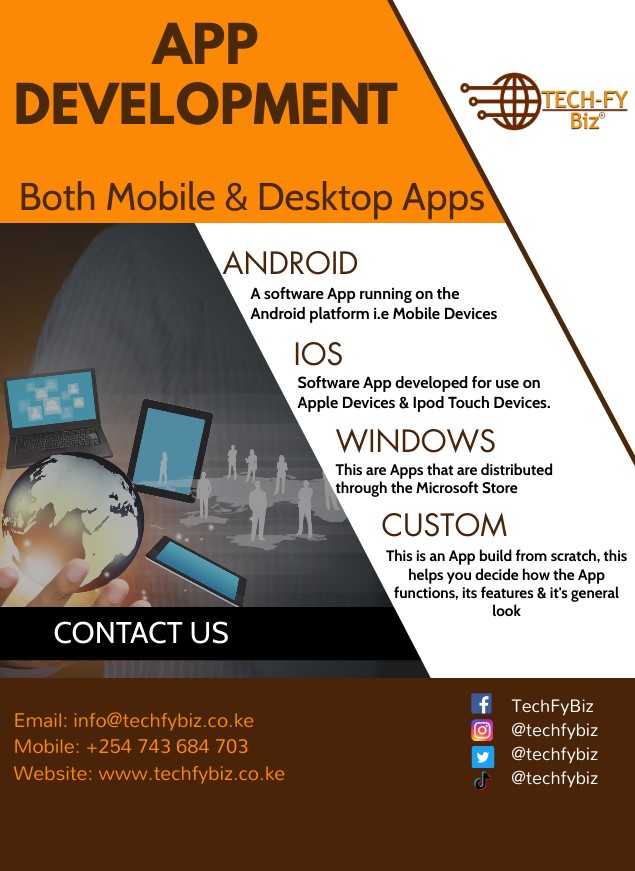 APP
DEVELOPMENT
TECH-FY
Biz®
Both Mobile & Desktop Apps
ANDROID
A software App running on the
Android platform i.e Mobile Devices
IOS
Software App developed for use on
Apple Devices & Ipod Touch Devices.
WINDOWS
This are Apps that are distributed
through the Microsoft Store
CUSTOM
This is an App build from scratch, this
helps you decide how the App
functions, its features & it's general
look
CONTACT US
Email: info@techfybiz.co.ke
Mobile: +254 743 684 703
Website: www.techfybiz.co.ke
TechFyBiz
@techfybiz
@techfybiz
@techfybiz